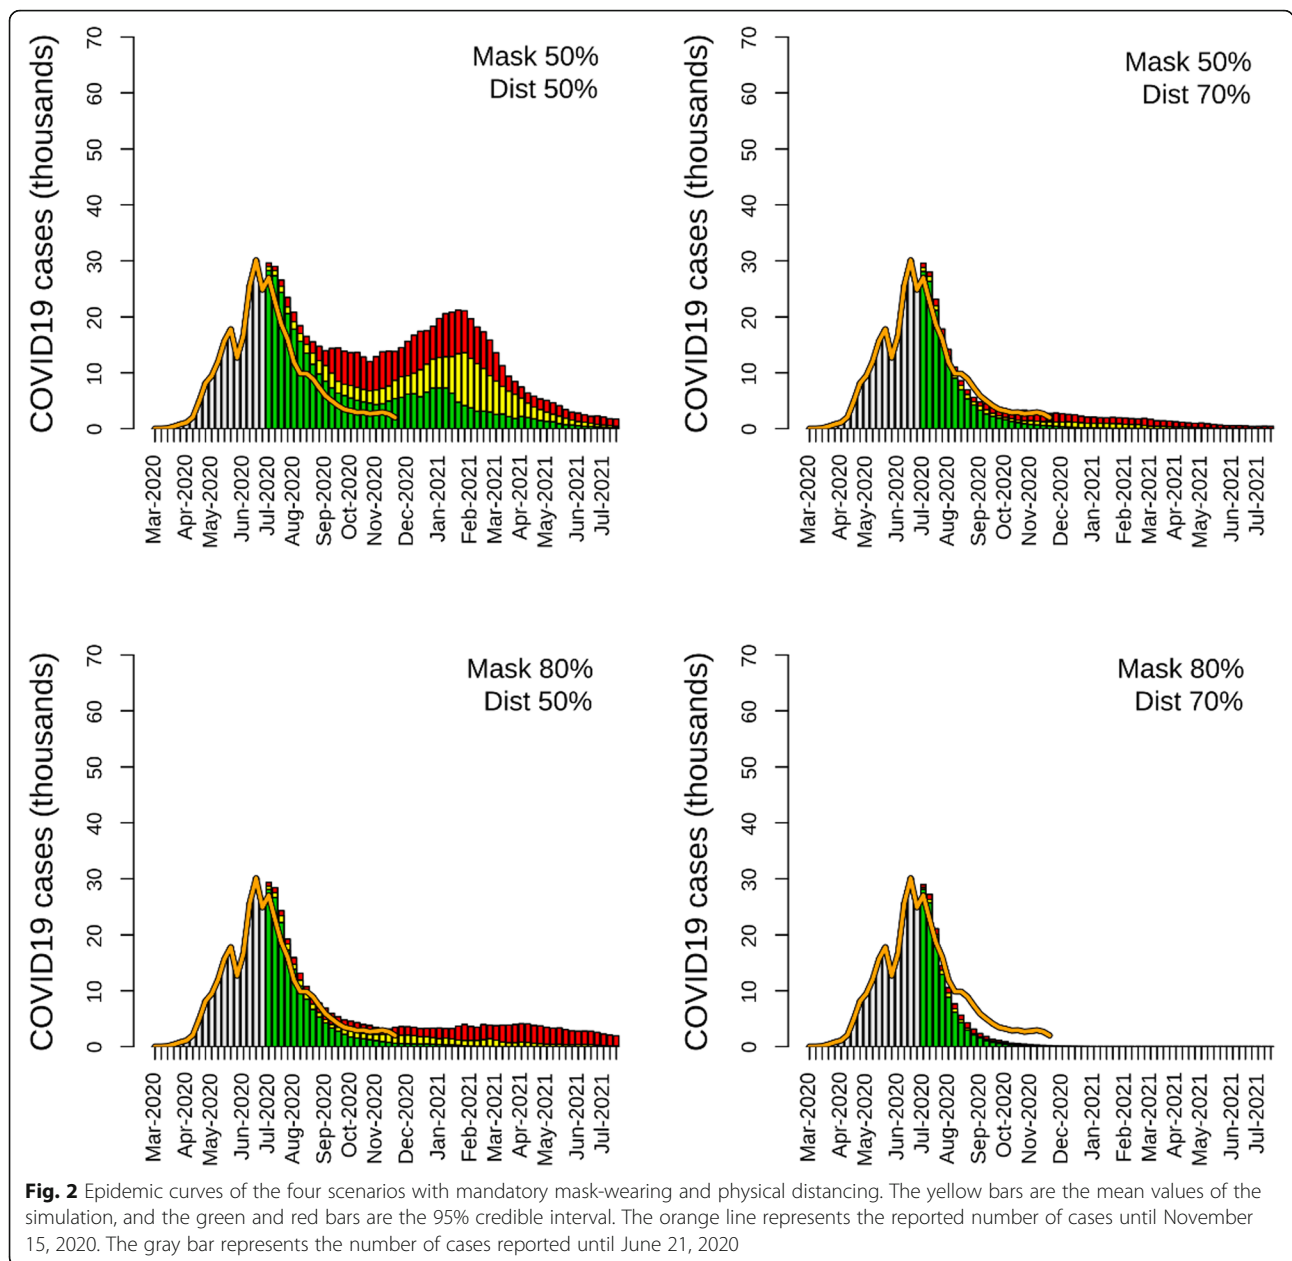 Mask 50%
Dist 50%
COVID19 cases (thousands)
0 10 20 30 40 50 60 70
Mar-2020 Apr-2020 May-2020 Jun-2020 Jul-2020 Aug-2020 Sep-2020 Oct-2020 Nov-2020 Dec-2020 Jan-2021 Feb-2021 Mar-2021 Apr-2021 May-2021 Jun-2021 Jul-2021
Mask 50%
Dist 70%
COVID19 cases (thousands)
0 10 20 30 40 50 60 70
Mar-2020 Apr-2020 May-2020 Jun-2020 Jul-2020 Aug-2020 Sep-2020 Oct-2020 Nov-2020 Dec-2020 Jan-2021 Feb-2021 Mar-2021 Apr-2021 May-2021 Jun-2021 Jul-2021
Mask 80%
Dist 50%
COVID19 cases (thousands)
0 10 20 30 40 50 60 70
Mar-2020 Apr-2020 May-2020 Jun-2020 Jul-2020 Aug-2020 Sep-2020 Oct-2020 Nov-2020 Dec-2020 Jan-2021 Feb-2021 Mar-2021 Apr-2021 May-2021 Jun-2021 Jul-2021
Mask 80%
Dist 70%
COVID19 cases (thousands)
0 10 20 30 40 50 60 70
Mar-2020 Apr-2020 May-2020 Jun-2020 Jul-2020 Aug-2020 Sep-2020 Oct-2020 Nov-2020 Dec-2020 Jan-2021 Feb-2021 Mar-2021 Apr-2021 May-2021 Jun-2021 Jul-2021
Fig. 2 Epidemic curves of the four scenarios with mandatory mask-wearing and physical distancing. The yellow bars are the mean values of the
simulation, and the green and red bars are the 95% credible interval. The orange line represents the reported number of cases until November
15, 2020. The gray bar represents the number of cases reported until June 21, 2020